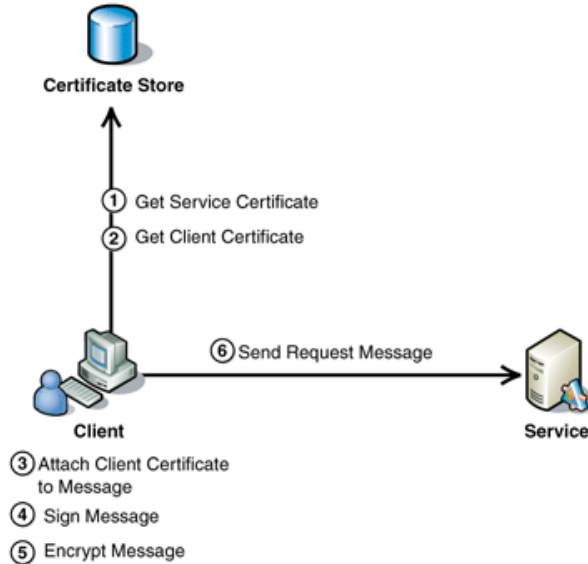 Certificate Store
1 Get Service Certificate
2 Get Client Certificate
6 Send Request Message
Client
Service
3 Attach Client Certificate
to Message
4 Sign Message
5 Encrypt Message